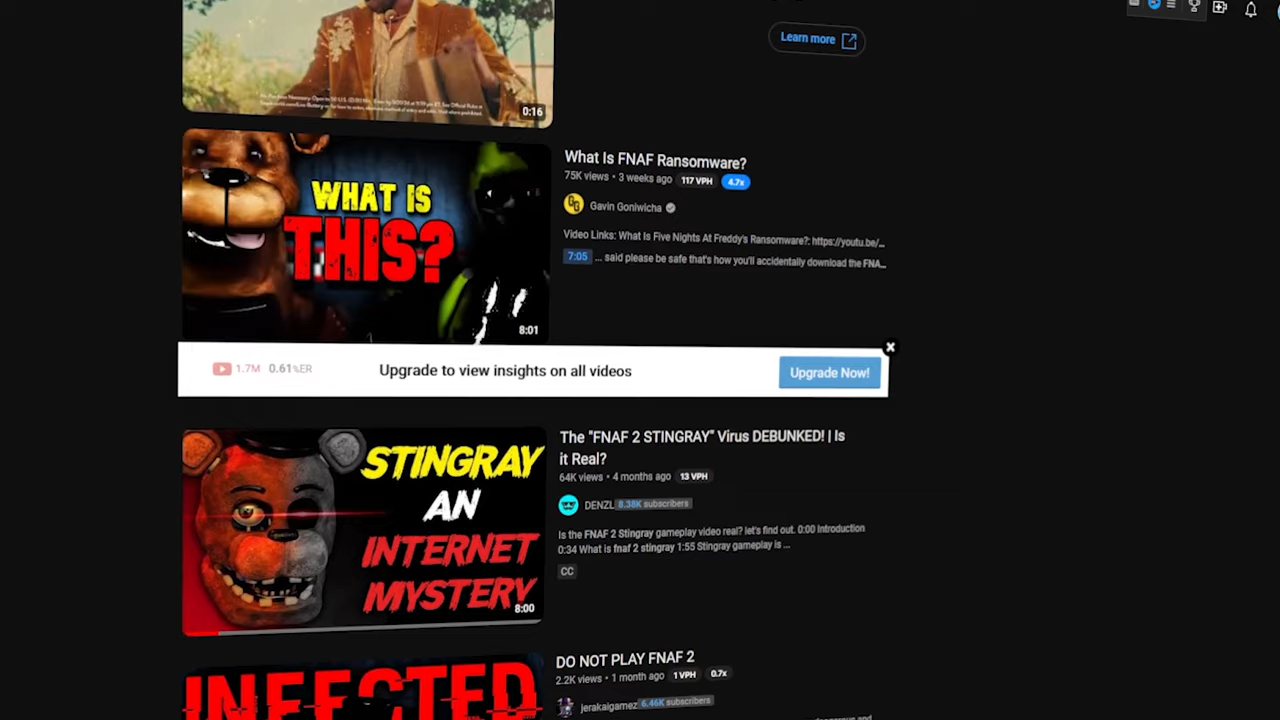 Learn more
0:16
WHAT IS
THIS?
8:01
What Is FNAF Ransomware?
75K views • 3 weeks ago 117 VPH 4.7x
Gavin Goniwicha
Video Links: What Is Five Nights At Freddy's Ransomware?: https://youtu.be/...
7:05 ... said please be safe that's how you'll accidentally download the FNA...
1.7M 0.61%ER Upgrade to view insights on all videos Upgrade Now!
STINGRAY
AN
INTERNET
MYSTERY
8:00
The "FNAF 2 STINGRAY" Virus DEBUNKED! | Is
it Real?
64K views • 4 months ago 13 VPH
DENZL 8.38K subscribers
Is the FNAF 2 Stingray gameplay video real? let's find out. 0:00 Introduction
0:34 What is fnaf 2 stingray 1:55 Stingray gameplay is ...
CC
INFECTED
DO NOT PLAY FNAF 2
2.2K views • 1 month ago 1 VPH 0.7x
jerakaigamez 6.46K subscribers